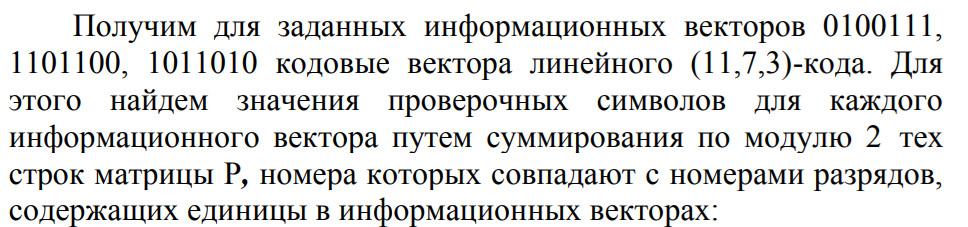 Получим для заданных информационных векторов 0100111,
1101100, 1011010 кодовые вектора линейного (11,7,3)-кода. Для
этого найдем значения проверочных символов для каждого
информационного вектора путем суммирования по модулю 2 тех
строк матрицы P, номера которых совпадают с номерами разрядов,
содержащих единицы в информационных векторах: